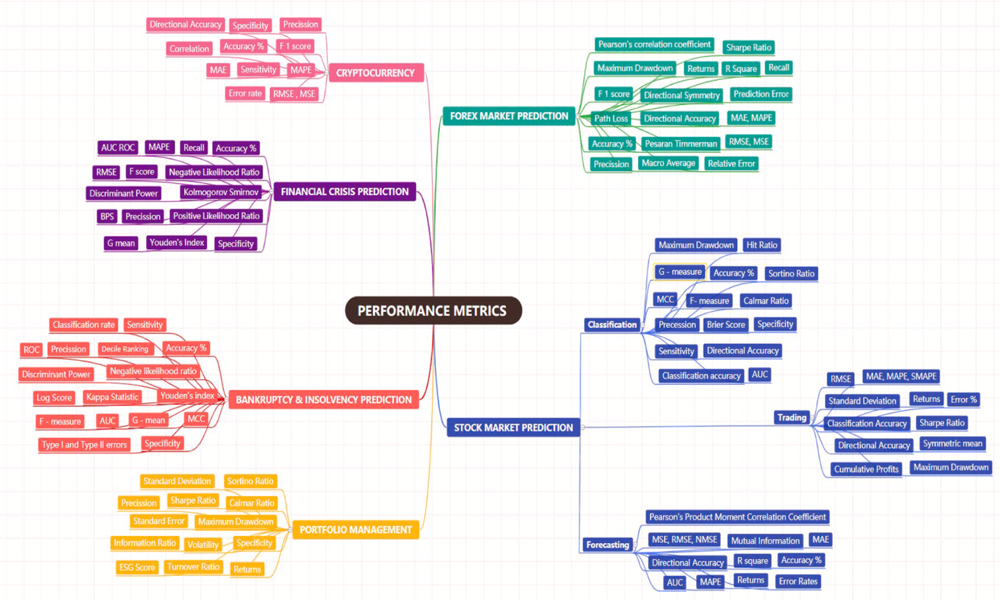 PERFORMANCE METRICS
CRYPTOCURRENCY
Directional Accuracy Specificity Precission
Correlation Accuracy % F 1 score
MAE Sensitivity MAPE
Error rate RMSE , MSE
FINANCIAL CRISIS PREDICTION
AUC ROC MAPE Recall Accuracy %
RMSE F score Negative Likelihood Ratio
Discriminant Power Kolmogorov Smirnov
BPS Precission Positive Likelihood Ratio
G mean Youden's Index Specificity
BANKRUPTCY & INSOLVENCY PREDICTION
Classification rate Sensitivity
ROC Precission Decile Ranking Accuracy %
Discriminant Power Negative likelihood ratio
Log Score Kappa Statistic Youden's index
F - measure AUC G - mean MCC
Type I and Type II errors Specificity
PORTFOLIO MANAGEMENT
Standard Deviation Sortino Ratio
Precission Sharpe Ratio Calmar Ratio
Standard Error Maximum Drawdown
Information Ratio Volatility Specificity
ESG Score Turnover Ratio Returns
FOREX MARKET PREDICTION
Pearson's correlation coefficient Sharpe Ratio
Maximum Drawdown Returns R Square Recall
F 1 score Directional Symmetry Prediction Error
Path Loss Directional Accuracy MAE, MAPE
Accuracy % Pesaran Timmerman RMSE, MSE
Precission Macro Average Relative Error
STOCK MARKET PREDICTION
Classification
Maximum Drawdown Hit Ratio
G - measure Accuracy % Sortino Ratio
MCC F- measure Calmar Ratio
Precession Brier Score Specificity
Sensitivity Directional Accuracy
Classification accuracy AUC
Trading
RMSE MAE, MAPE, SMAPE
Standard Deviation Returns Error %
Classification Accuracy Sharpe Ratio
Directional Accuracy Symmetric mean
Cumulative Profits Maximum Drawdown
Forecasting
Pearson's Product Moment Correlation Coefficient
MSE, RMSE, NMSE Mutual Information MAE
Directional Accuracy R square Accuracy %
AUC MAPE Returns Error Rates